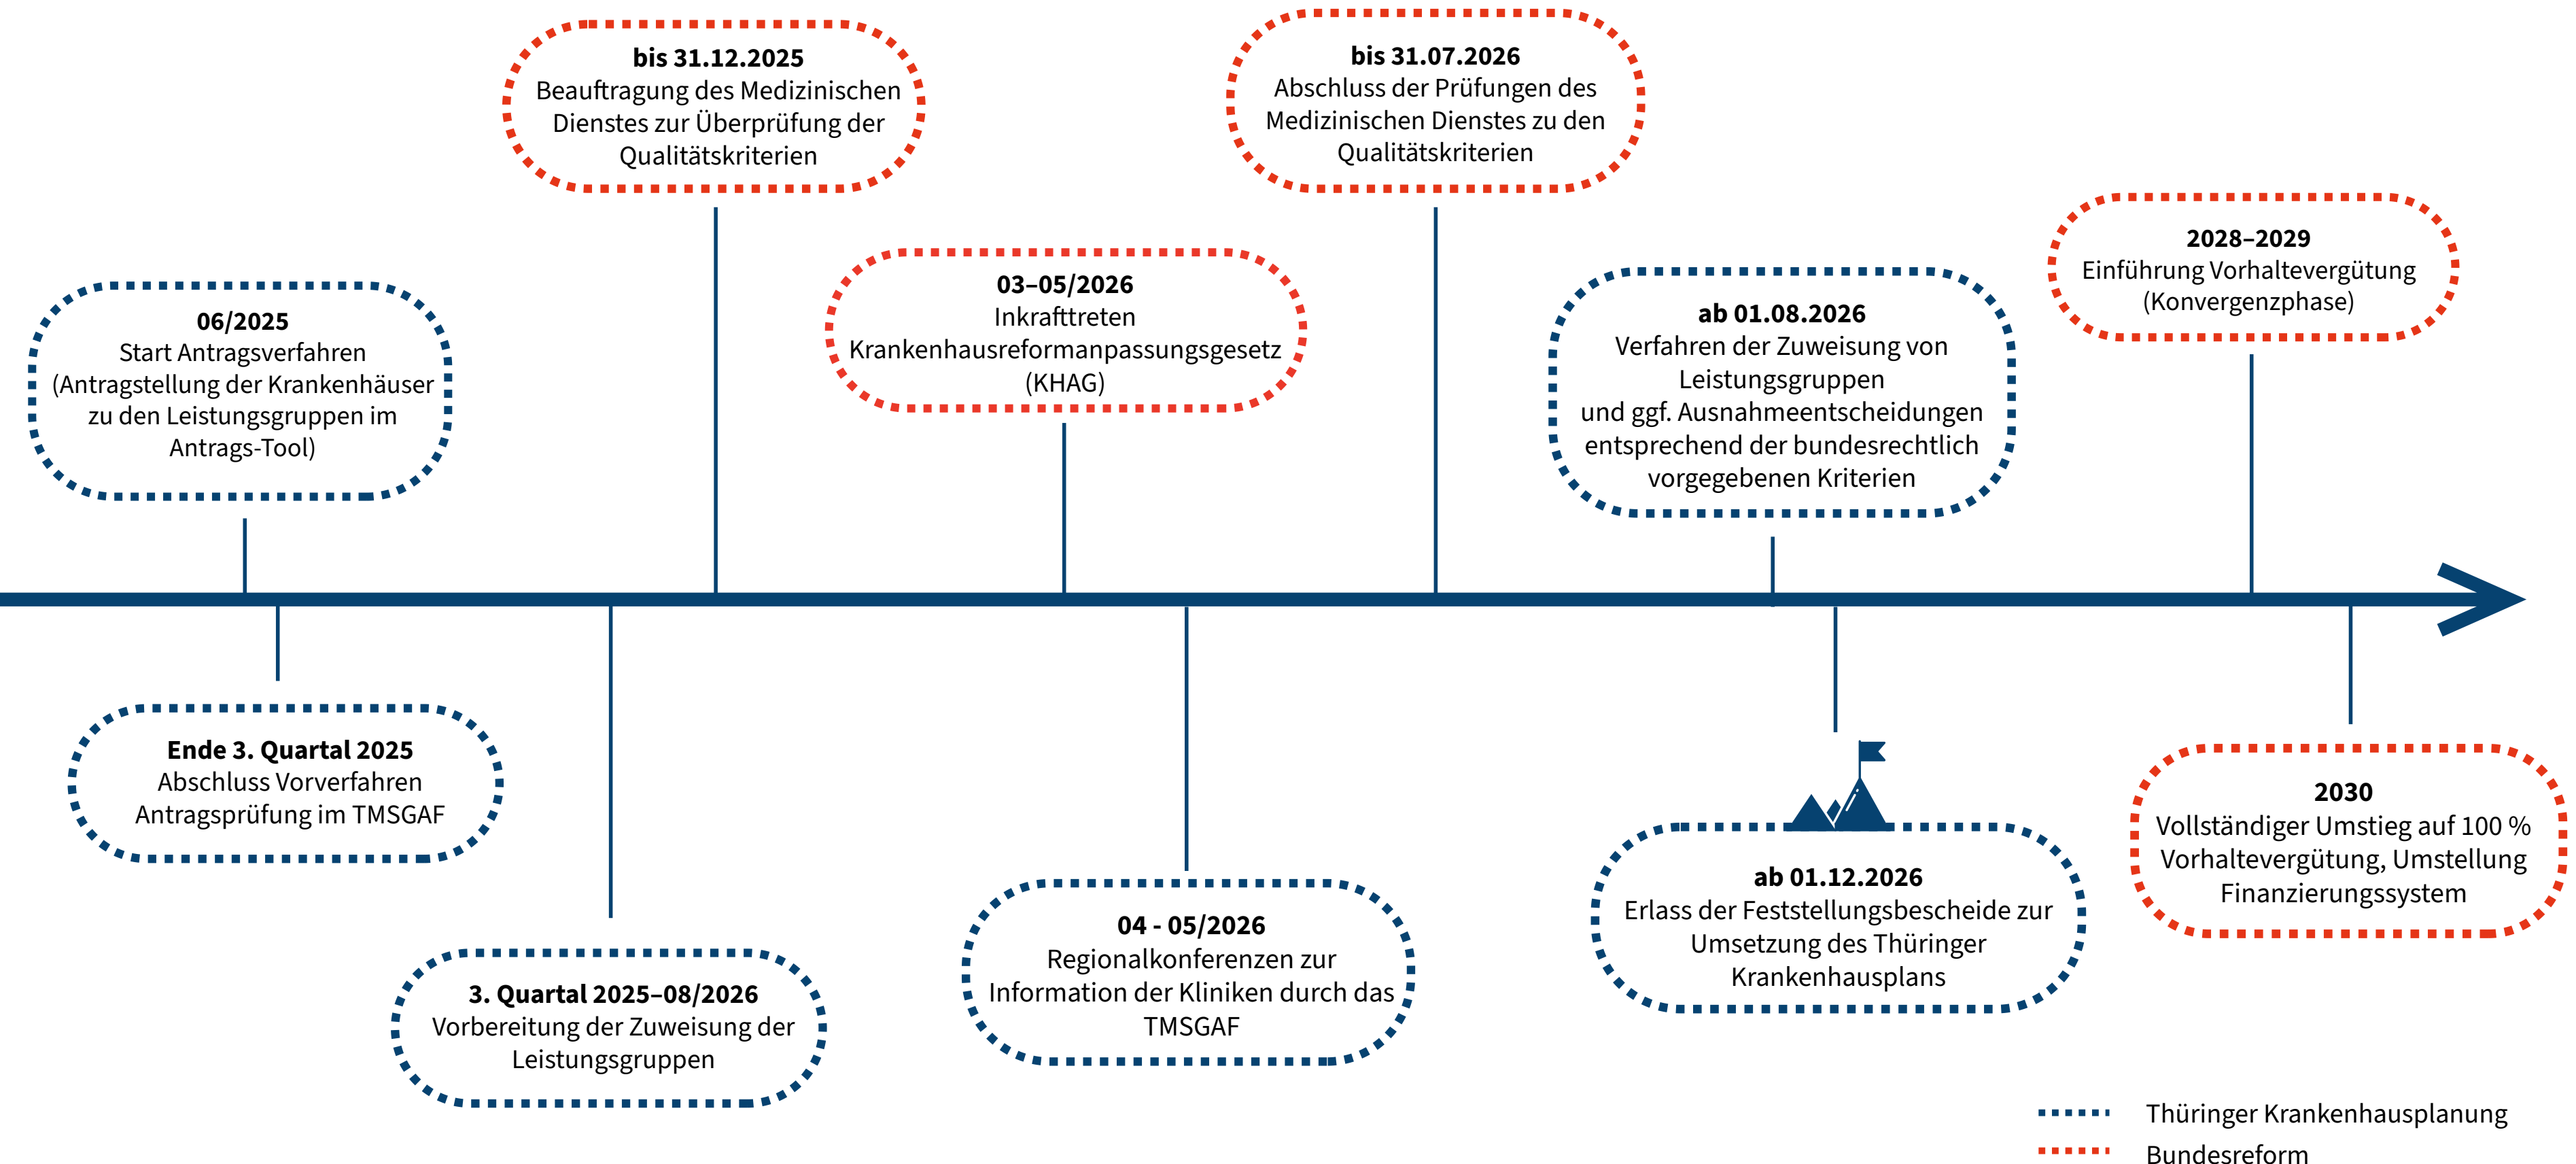 bis 31.12.2025
Beauftragung des Medizinischen
Dienstes zur Überprüfung der
Qualitätskriterien
bis 31.07.2026
Abschluss der Prüfungen des
Medizinischen Dienstes zu den
Qualitätskriterien
06/2025
Start Antragsverfahren
(Antragstellung der Krankenhäuser
zu den Leistungsgruppen im
Antrags-Tool)
03–05/2026
Inkrafttreten
Krankenhausreformanpassungsgesetz
(KHAG)
ab 01.08.2026
Verfahren der Zuweisung von
Leistungsgruppen
und ggf. Ausnahmeentscheidungen
entsprechend der bundesrechtlich
vorgegebenen Kriterien
2028–2029
Einführung Vorhaltevergütung
(Konvergenzphase)
Ende 3. Quartal 2025
Abschluss Vorverfahren
Antragsprüfung im TMSGAF
3. Quartal 2025–08/2026
Vorbereitung der Zuweisung der
Leistungsgruppen
04 - 05/2026
Regionalkonferenzen zur
Information der Kliniken durch das
TMSGAF
ab 01.12.2026
Erlass der Feststellungsbescheide zur
Umsetzung des Thüringer
Krankenhausplans
2030
Vollständiger Umstieg auf 100 %
Vorhaltevergütung, Umstellung
Finanzierungssystem
Thüringer Krankenhausplanung
Bundesreform